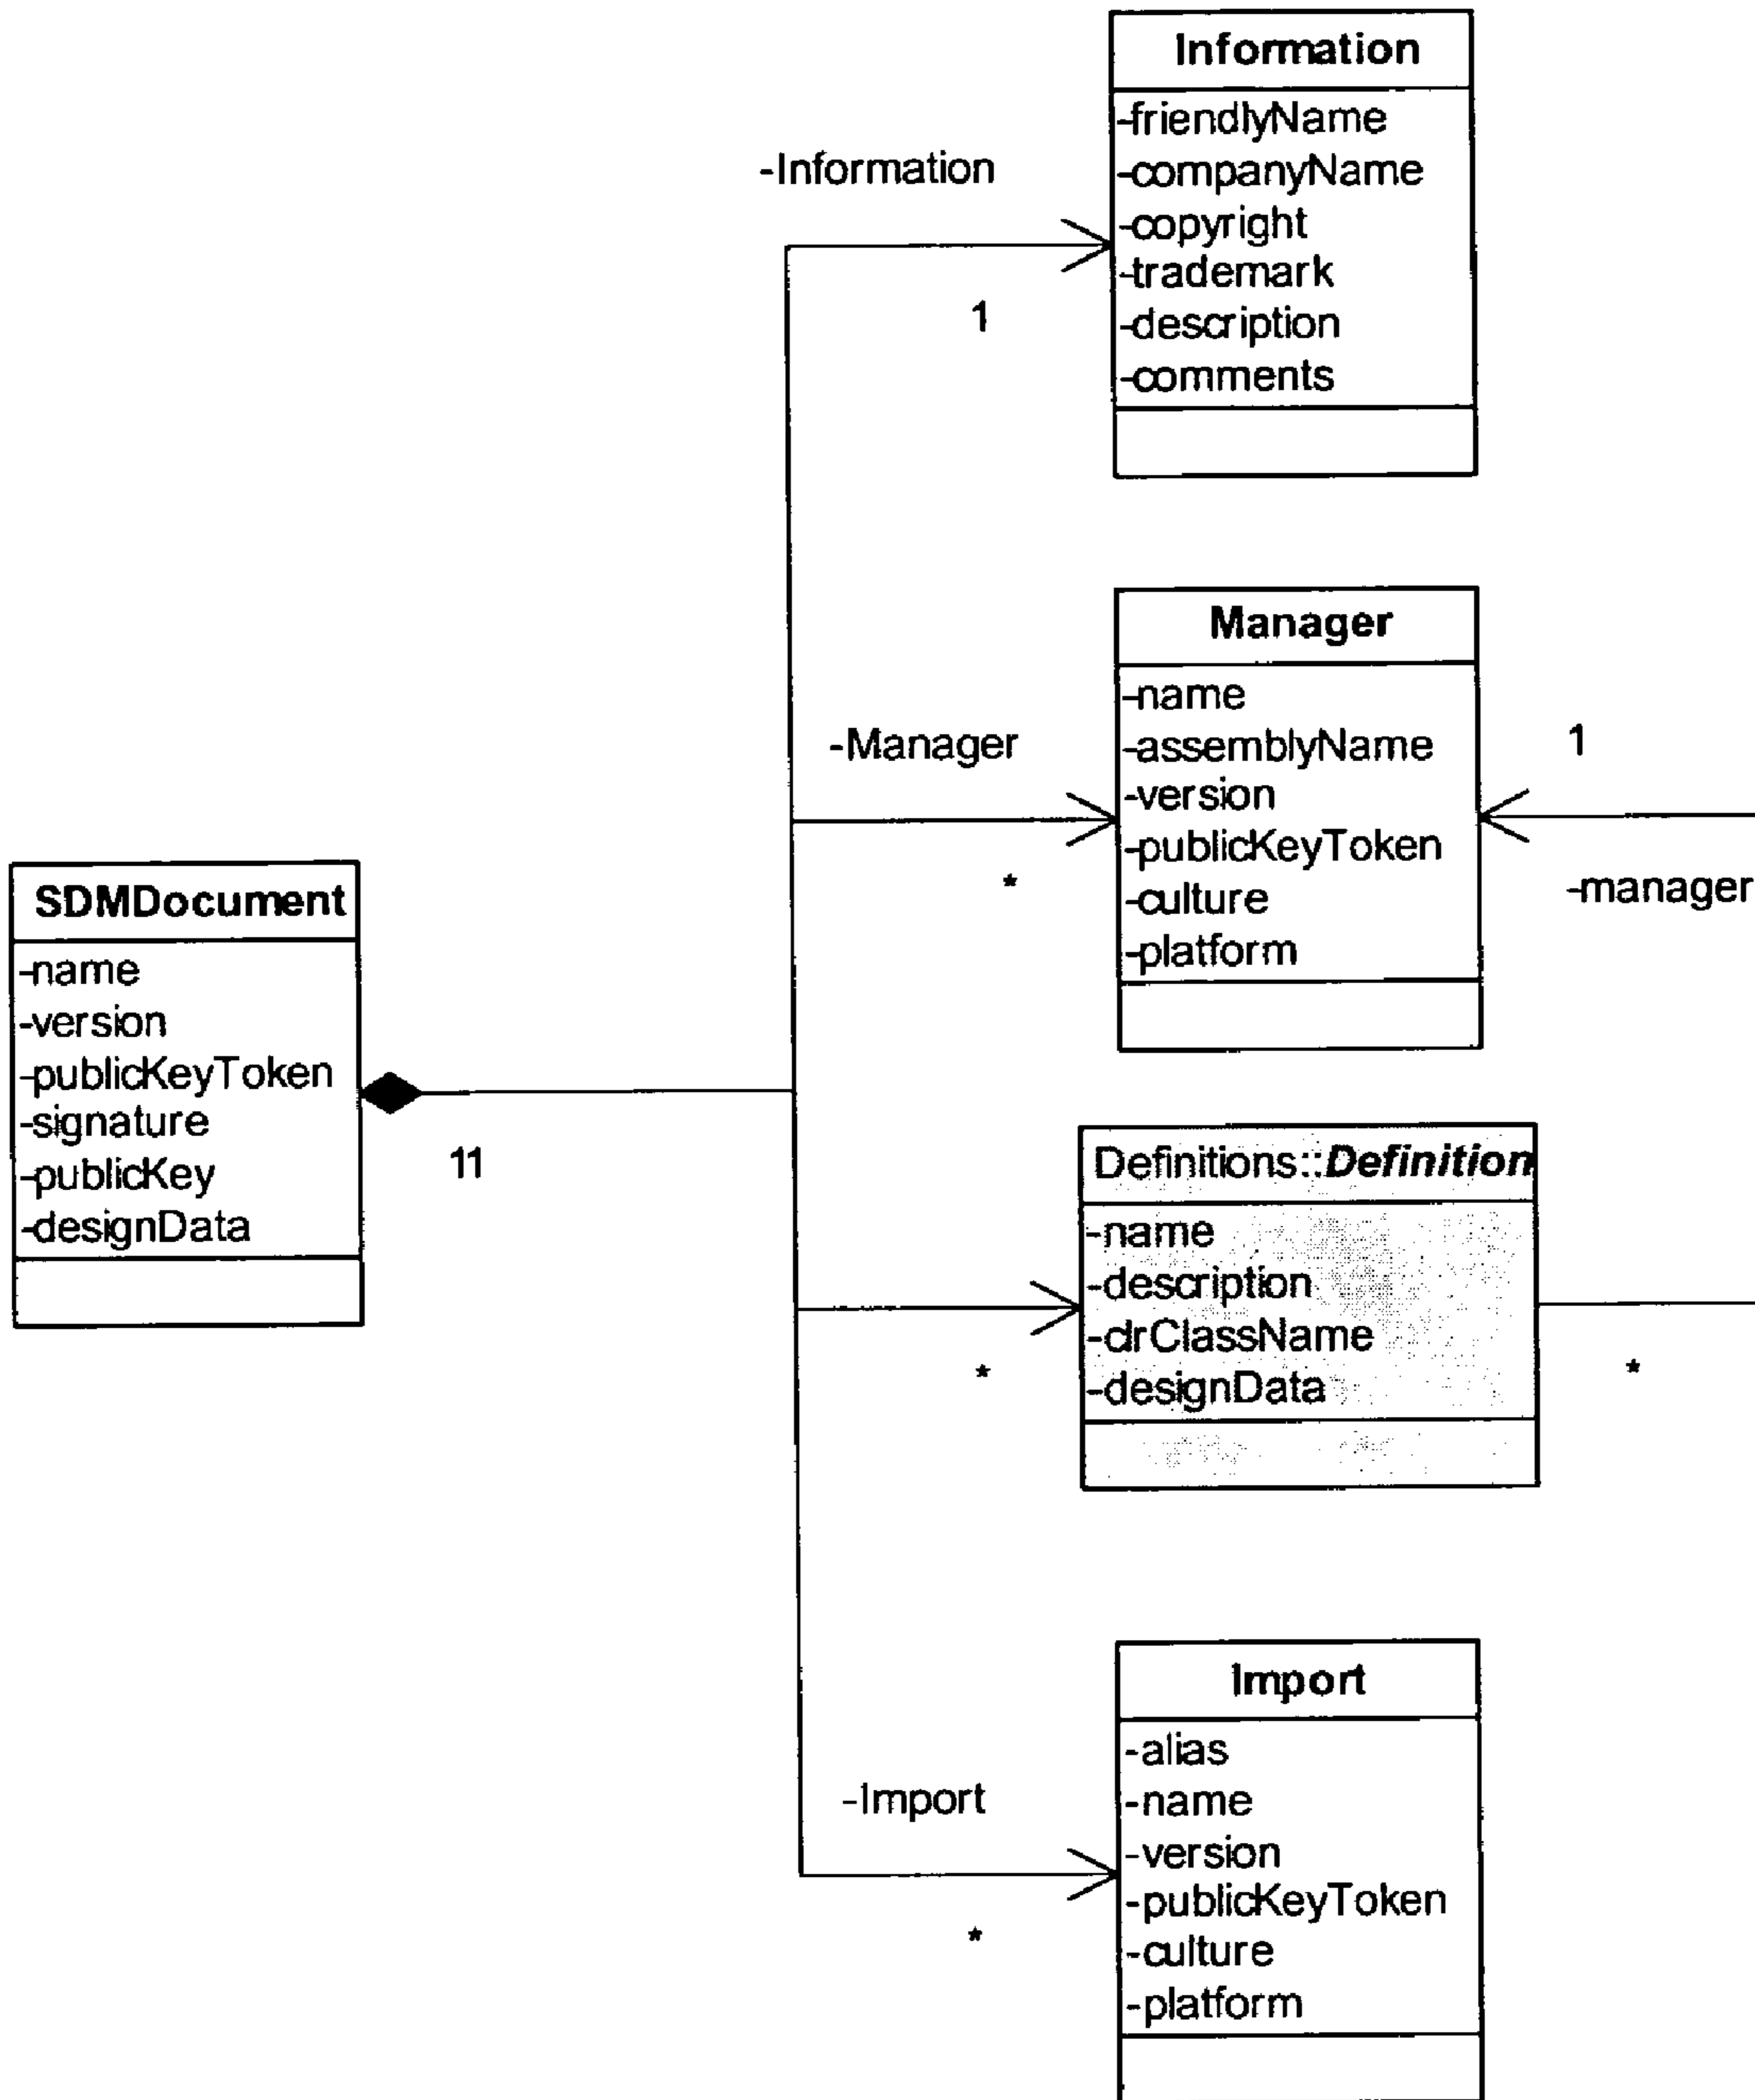 Information
-friendlyName
-companyName
-copyright
-trademark
-description
-comments
-Information
1
Manager
-name
-assemblyName
-version
-publicKeyToken
-culture
-platform
-Manager
*
1
-manager
SDMDocument
-name
-version
-publicKeyToken
-signature
-publicKey
-designData
11
Definitions::Definition
-name
-description
-clrClassName
-designData
*
*
Import
-alias
-name
-version
-publicKeyToken
-culture
-platform
-Import
*